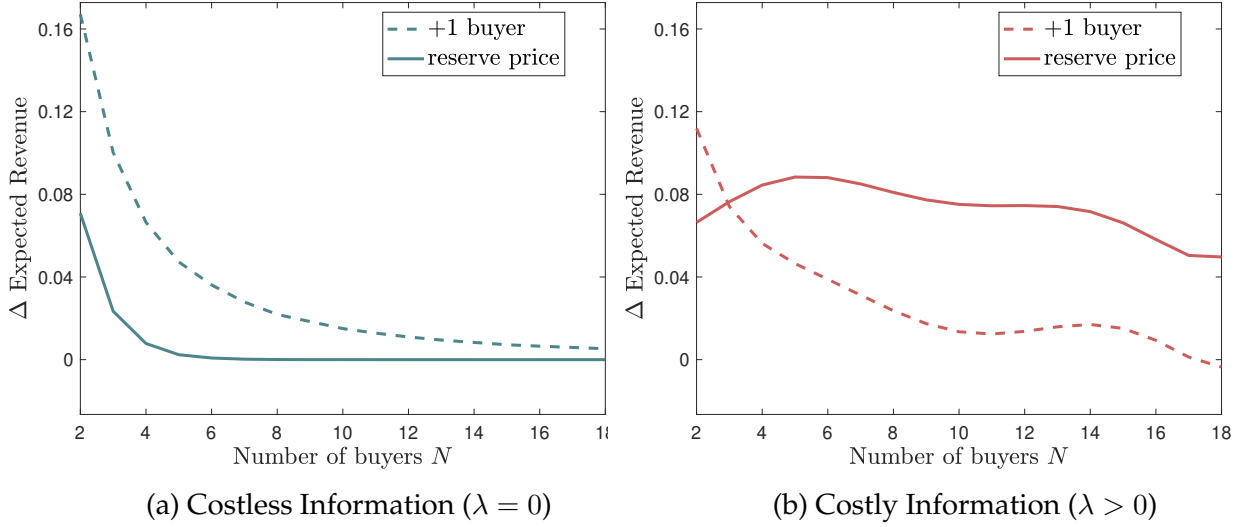 0.16
0.12
0.08
0.04
0
Δ Expected Revenue
+1 buyer
reserve price
2 4 6 8 10 12 14 16 18
Number of buyers N
(a) Costless Information (λ = 0)
0.16
0.12
0.08
0.04
0
Δ Expected Revenue
+1 buyer
reserve price
2 4 6 8 10 12 14 16 18
Number of buyers N
(b) Costly Information (λ > 0)